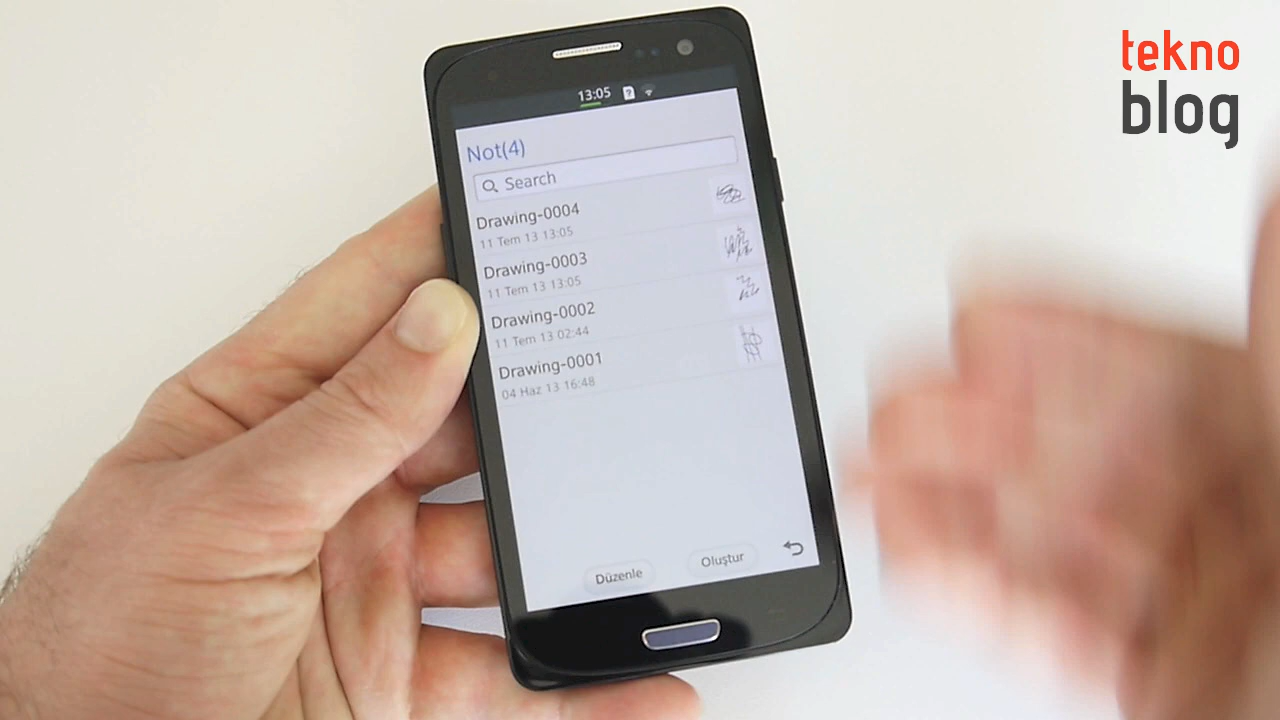 tekno
blog
13:05
Not(4)
Search
Drawing-0004
11 Tem 13 13:05
Drawing-0003
11 Tem 13 13:05
Drawing-0002
11 Tem 13 02:44
Drawing-0001
04 Haz 13 16:48
Düzenle
Oluştur